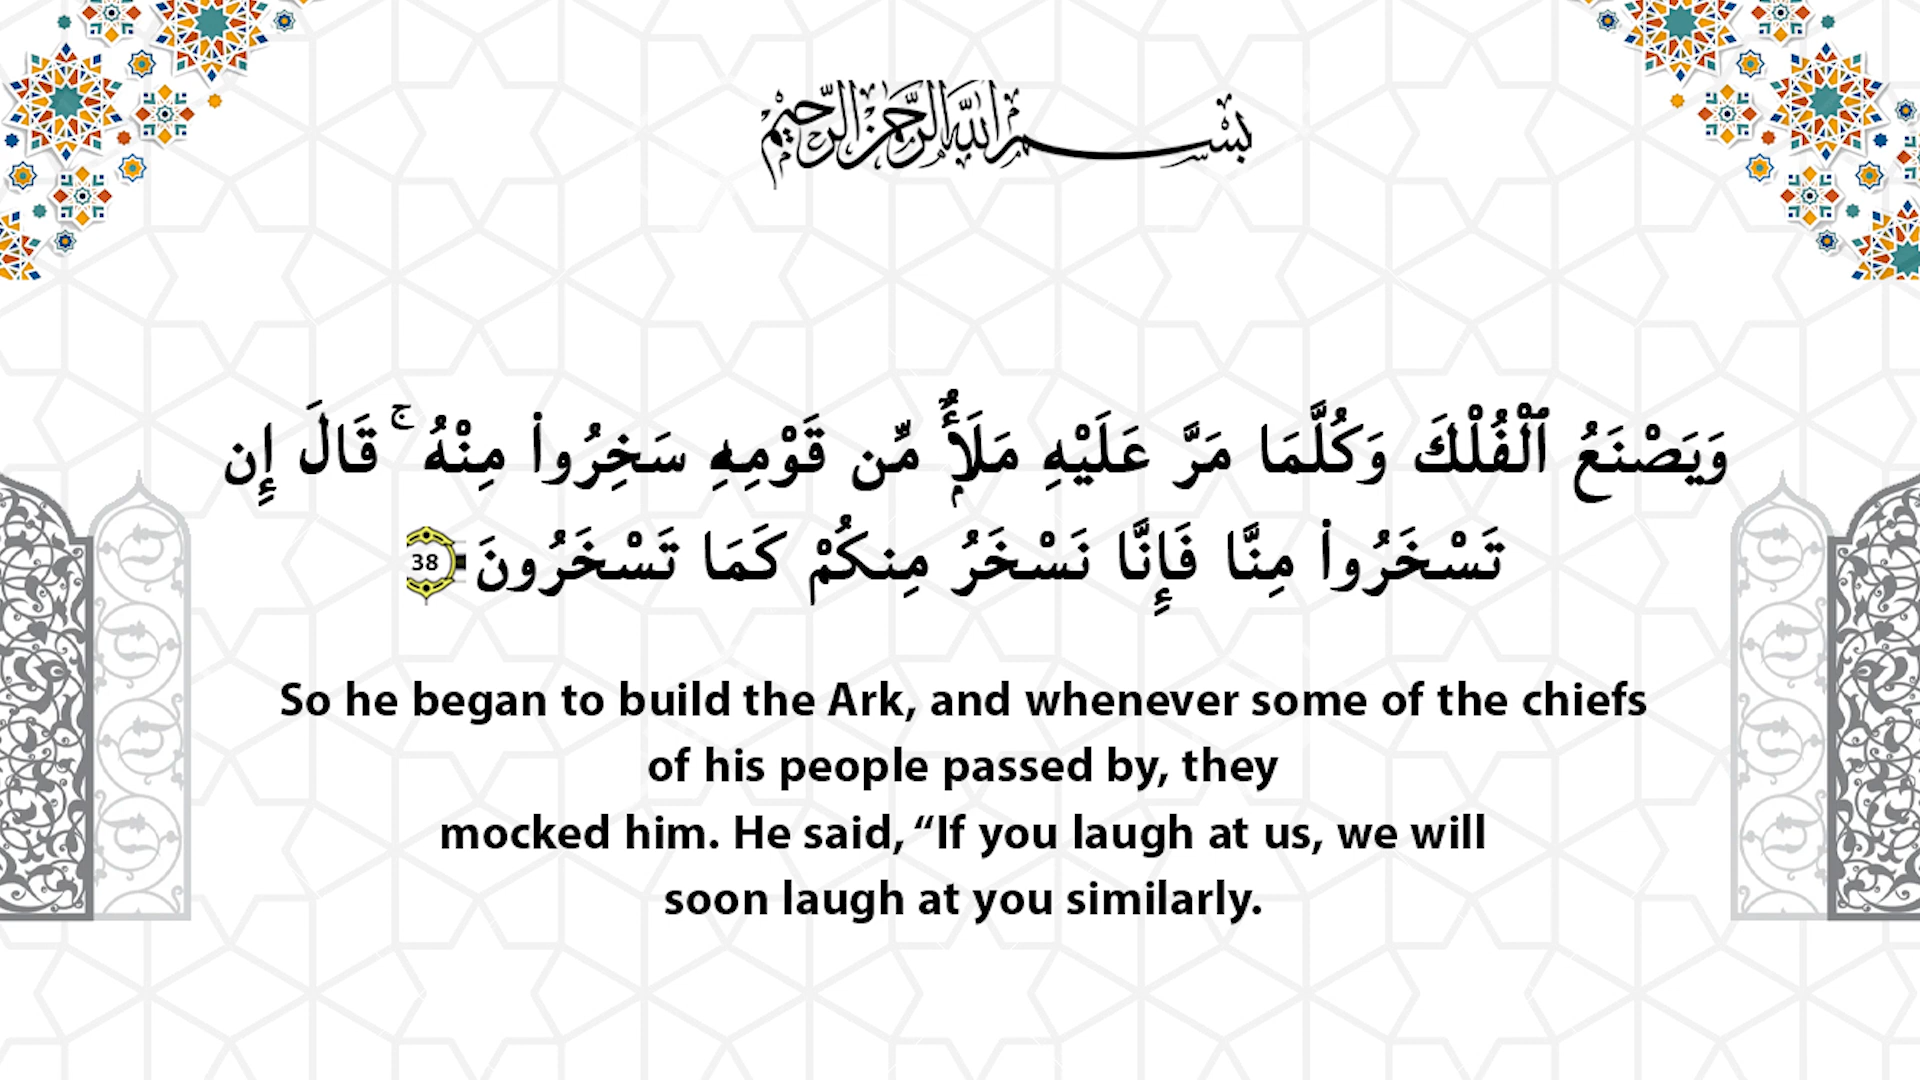 بسم الله الرحمن الرحيم
وَيَصْنَعُ ٱلْفُلْكَ وَكُلَّمَا مَرَّ عَلَيْهِ مَلَأٌۭ مِّن قَوْمِهِۦ سَخِرُوا۟ مِنْهُ ۚ قَالَ إِن
تَسْخَرُوا۟ مِنَّا فَإِنَّا نَسْخَرُ مِنكُمْ كَمَا تَسْخَرُونَ 38
So he began to build the Ark, and whenever some of the chiefs
of his people passed by, they
mocked him. He said, “If you laugh at us, we will
soon laugh at you similarly.